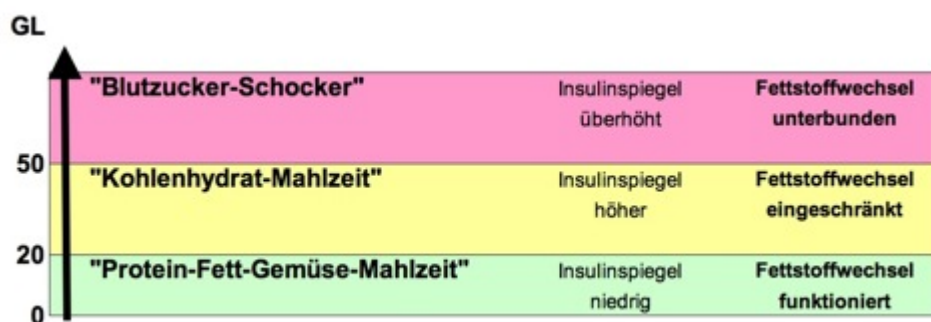 GL
"Blutzucker-Schocker" Insulinspiegel Fettstoffwechsel
überhöht unterbunden
50
"Kohlenhydrat-Mahlzeit" Insulinspiegel Fettstoffwechsel
höher eingeschränkt
20
"Protein-Fett-Gemüse-Mahlzeit" Insulinspiegel Fettstoffwechsel
niedrig funktioniert
0